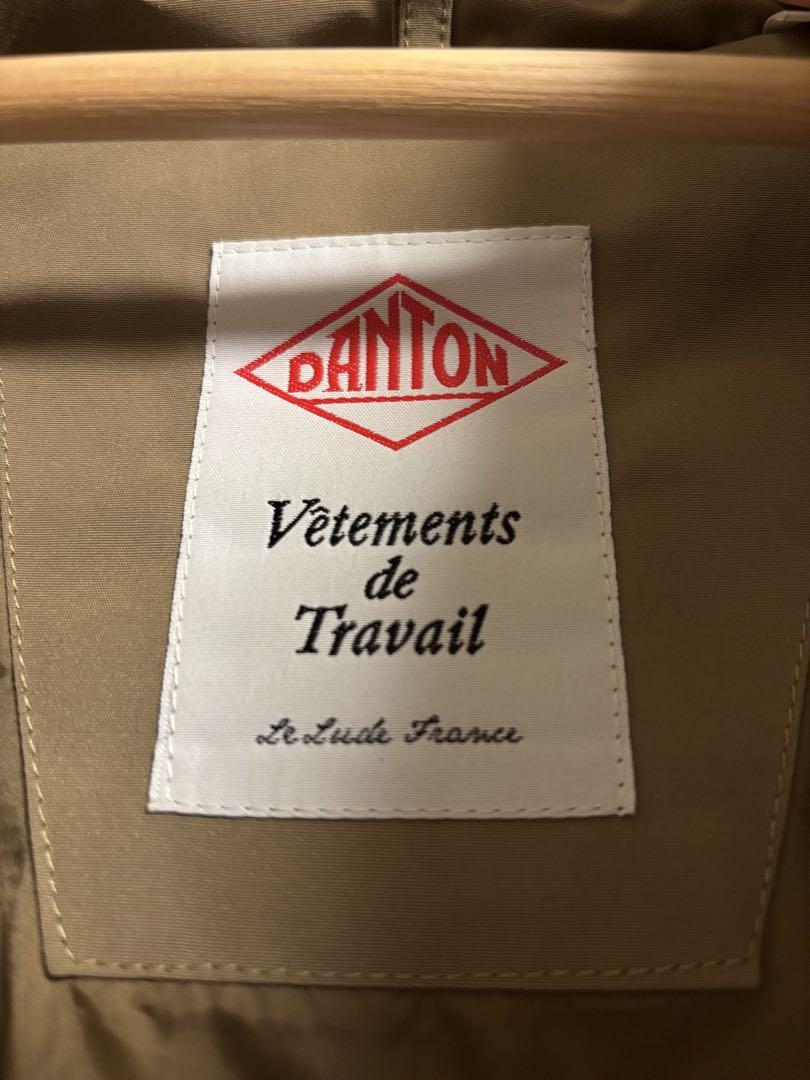 DANTON
Vêtements
de
Travail
Le Lude France